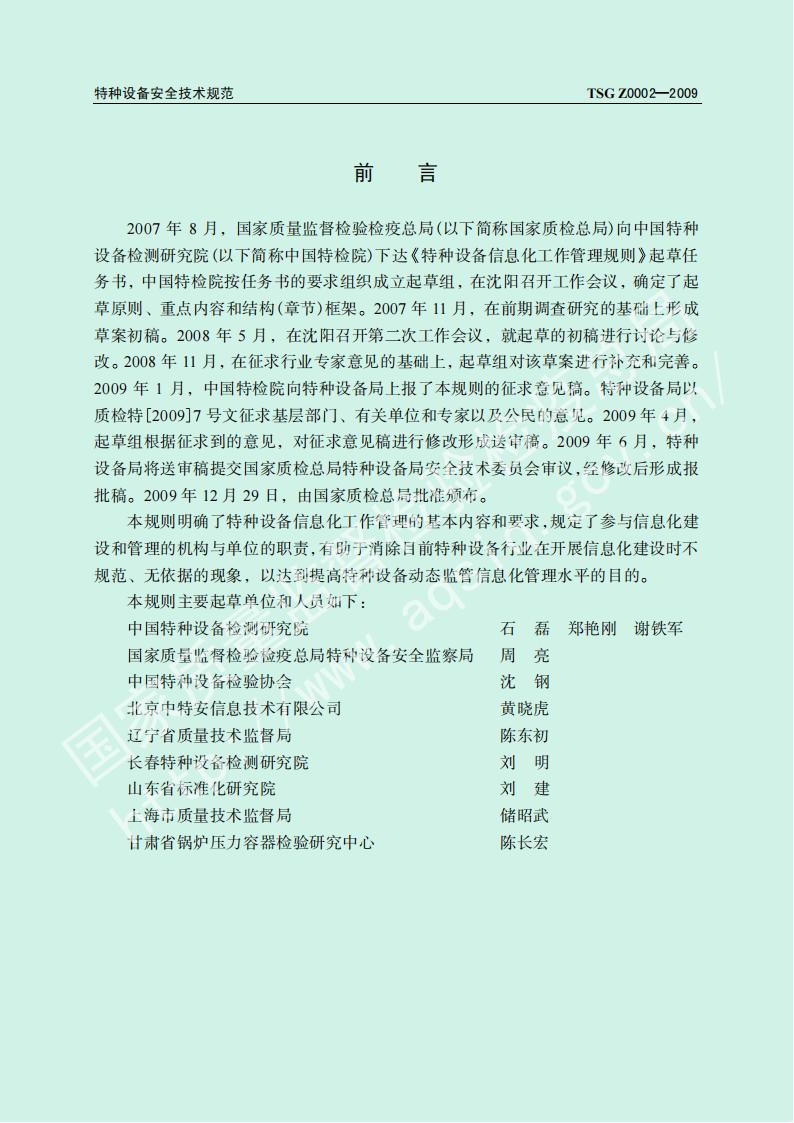 特种设备安全技术规范 TSG Z0002—2009
前 言
2007 年 8 月，国家质量监督检验检疫总局(以下简称国家质检总局)向中国特种
设备检测研究院(以下简称中国特检院)下达《特种设备信息化工作管理规则》起草任
务书，中国特检院按任务书的要求组织成立起草组，在沈阳召开工作会议，确定了起
草原则、重点内容和结构(章节)框架。2007 年 11 月，在前期调查研究的基础上形成
草案初稿。2008 年 5 月，在沈阳召开第二次工作会议，就起草的初稿进行讨论与修
改。2008 年 11 月，在征求行业专家意见的基础上，起草组对该草案进行补充和完善。
2009 年 1 月，中国特检院向特种设备局上报了本规则的征求意见稿。特种设备局以
质检特[2009]7 号文征求基层部门、有关单位和专家以及公民的意见。2009 年 4 月，
起草组根据征求到的意见，对征求意见稿进行修改形成送审稿。2009 年 6 月，特种
设备局将送审稿提交国家质检总局特种设备局安全技术委员会审议，经修改后形成报
批稿。2009 年 12 月 29 日，由国家质检总局批准颁布。
本规则明确了特种设备信息化工作管理的基本内容和要求，规定了参与信息化建
设和管理的机构与单位的职责，有助于消除目前特种设备行业在开展信息化建设时不
规范、无依据的现象，以达到提高特种设备动态监管信息化管理水平的目的。
本规则主要起草单位和人员如下：
中国特种设备检测研究院 石 磊 郑艳刚 谢铁军
国家质量监督检验检疫总局特种设备安全监察局 周 亮
中国特种设备检验协会 沈 钢
北京中特安信息技术有限公司 黄晓虎
辽宁省质量技术监督局 陈东初
长春特种设备检测研究院 刘 明
山东省标准化研究院 刘 建
上海市质量技术监督局 储昭武
甘肃省锅炉压力容器检验研究中心 陈长宏
国家质量监督检验检疫总局
http://www.aqsiq.gov.cn/